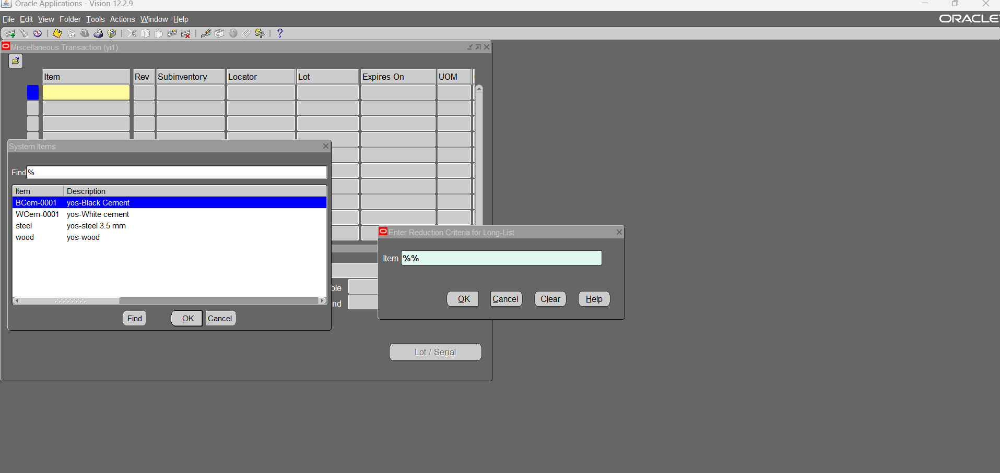 Oracle Applications - Vision 12.2.9
File Edit View Folder Tools Actions Window Help
ORACLE
Miscellaneous Transaction (yi1)
Item Rev Subinventory Locator Lot Expires On UOM
System Items
Find %
Item Description
BCem-0001 yos-Black Cement
WCem-0001 yos-White cement
steel yos-steel 3.5 mm
wood yos-wood
Find OK Cancel
Enter Reduction Criteria for Long-List
Item %%
OK Cancel Clear Help
ble
nd
Lot / Serial